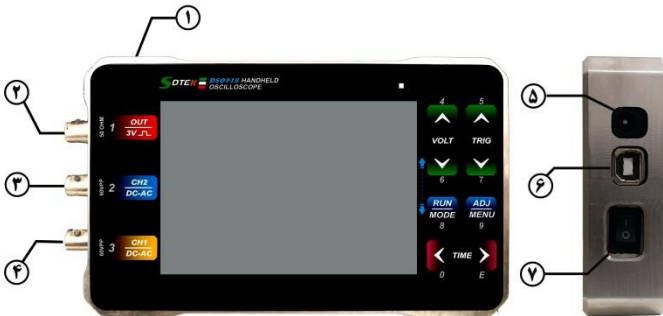 ۱
SDTEK DSO918 HANDHELD
OSCILLOSCOPE
4 5
۲
50 OHM 1 OUT
3V
VOLT TRIG
۵
6 7
۳
60VPP 2 CH2
DC-AC
۶
RUN ADJ
MODE MENU
8 9
۴
60VPP 3 CH1
DC-AC
TIME
0 E
۷